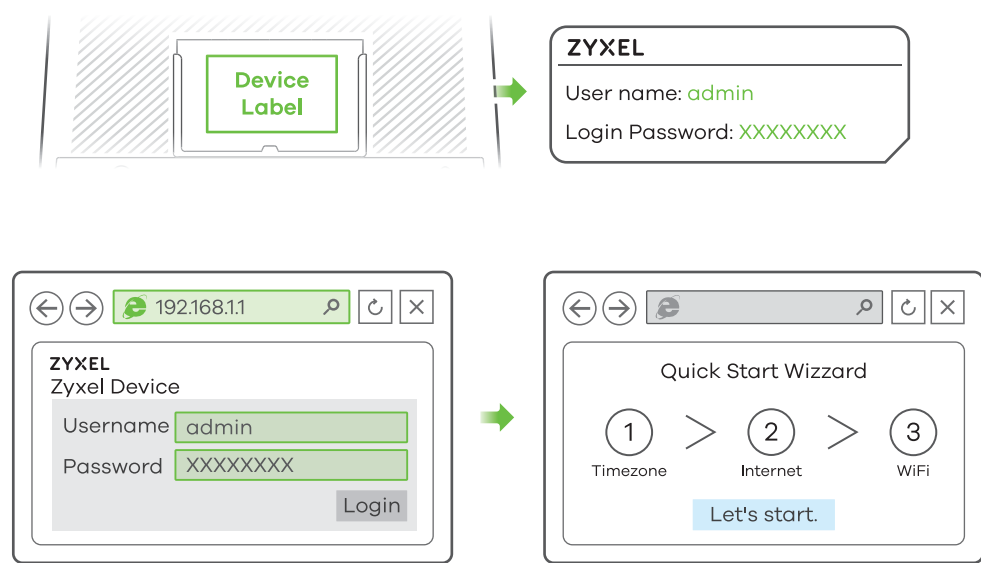 Device
Label
ZYXEL
User name: admin
Login Password: XXXXXXXX
192.168.1.1
ZYXEL
Zyxel Device
Username admin
Password XXXXXXXX
Login
Quick Start Wizzard
1 > 2 > 3
Timezone Internet WiFi
Let's start.